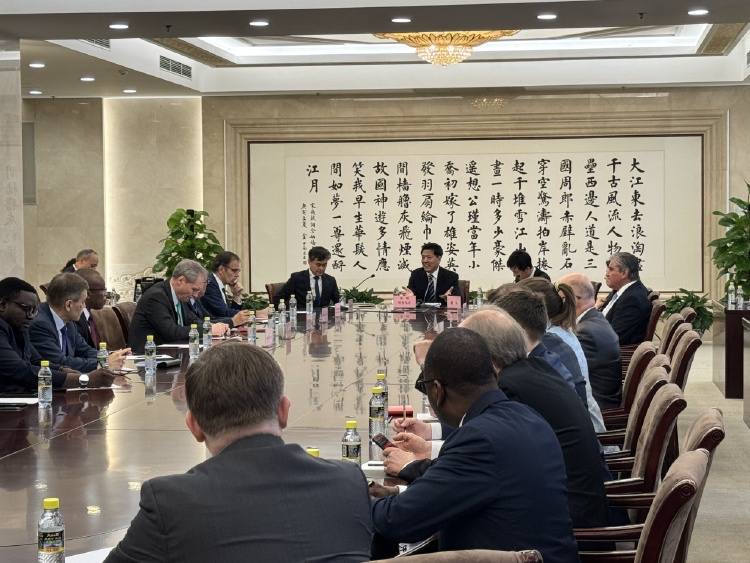 大江東去浪淘
千古風流人物
壘西邊人道是三
國周郎赤壁亂石
穿空驚濤拍岸捲
起千堆雪江山
畫一時多少豪傑
遙想公瑾當年小
喬初嫁了雄姿英
發羽扇綸巾
間檣艣灰飛煙滅
故國神遊多情應
笑我早生華髮人
間如夢一尊還酹
江月